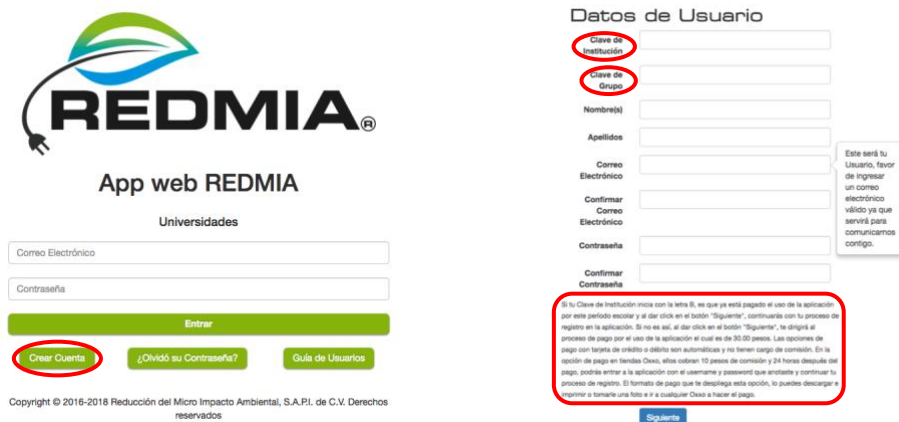 REDMIA®
App web REDMIA
Universidades
Correo Electrónico
Contraseña
Entrar
Crear Cuenta
¿Olvidó su Contraseña?
Guía de Usuarios
Copyright © 2016-2018 Reducción del Micro Impacto Ambiental, S.A.P.I. de C.V. Derechos
reservados
Datos de Usuario
Clave de
Institución
Clave de
Grupo
Nombre(s)
Apellidos
Correo
Electrónico
Este será tu
Usuario, favor
de ingresar
un correo
electrónico
válido ya que
servirá para
comunicarnos
contigo.
Confirmar
Correo
Electrónico
Contraseña
Confirmar
Contraseña
Si tu Clave de Institución inicia con la letra B, es que ya está pagado el uso de la aplicación
por este período escolar y al dar click en el botón "Siguiente", continuarás con tu proceso de
registro en la aplicación. Si no es así, al dar click en el botón "Siguiente", te dirigirá al
proceso de pago por el uso de la aplicación el cual es de 30.00 pesos. Las opciones de
pago con tarjeta de crédito o débito son automáticas y no tienen cargo de comisión. En la
opción de pago en tiendas Oxxo, ellos cobran 10 pesos de comisión y 24 horas después del
pago, podrás entrar a la aplicación con el username y password que anotaste y continuar tu
proceso de registro. El formato de pago que te despliega esta opción, lo puedes descargar e
imprimir o tomarle una foto e ir a cualquier Oxxo a hacer el pago.
Siguiente